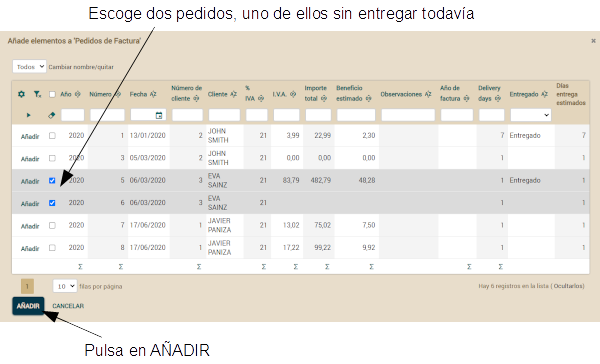 Escoge dos pedidos, uno de ellos sin entregar todavía
Añade elementos a 'Pedidos de Factura'
Todos Cambiar nombre/quitar
Año Número Fecha Número de cliente Cliente % IVA I.V.A. Importe total Beneficio estimado Observaciones Año de factura Delivery days Entregado Días entrega estimados
Añadir 2020 1 13/01/2020 2 JOHN SMITH 21 3,99 22,99 2,30 7 Entregado 7
Añadir 2020 3 05/03/2020 2 JOHN SMITH 21 0,00 0,00 0,00 1 1
Añadir 2020 5 06/03/2020 3 EVA SAINZ 21 83,79 482,79 48,28 1 Entregado 1
Añadir 2020 6 06/03/2020 3 EVA SAINZ 21 1 1
Añadir 2020 7 17/06/2020 1 JAVIER PANIZA 21 13,02 75,02 7,50 1 1
Añadir 2020 8 17/06/2020 1 JAVIER PANIZA 21 17,22 99,22 9,92 1 1
Σ Σ Σ Σ Σ Σ Σ Σ Σ Σ
1 10 filas por página Hay 6 registros en la lista ( Ocultarlos)
AÑADIR CANCELAR
Pulsa en AÑADIR